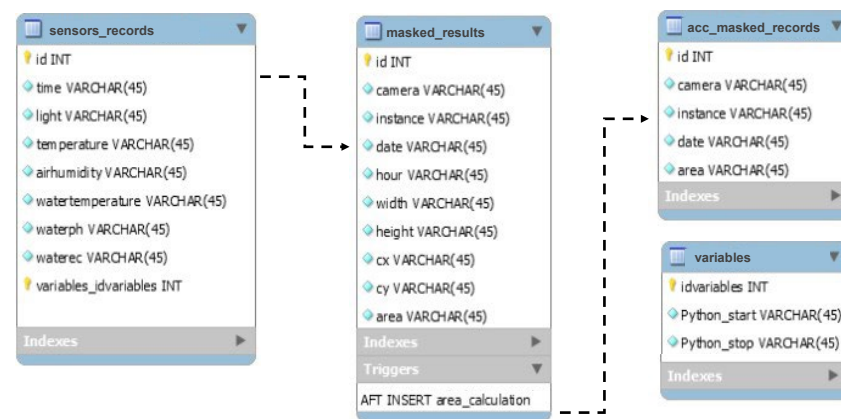 sensors_records
id INT
time VARCHAR(45)
light VARCHAR(45)
temperature VARCHAR(45)
airhumidity VARCHAR(45)
watertemperature VARCHAR(45)
waterph VARCHAR(45)
waterec VARCHAR(45)
variables_idvariables INT
Indexes
masked_results
id INT
camera VARCHAR(45)
instance VARCHAR(45)
date VARCHAR(45)
hour VARCHAR(45)
width VARCHAR(45)
height VARCHAR(45)
cx VARCHAR(45)
cy VARCHAR(45)
area VARCHAR(45)
Indexes
Triggers
AFT INSERT area_calculation
acc_masked_records
id INT
camera VARCHAR(45)
instance VARCHAR(45)
date VARCHAR(45)
area VARCHAR(45)
Indexes
variables
idvariables INT
Python_start VARCHAR(45)
Python_stop VARCHAR(45)
Indexes